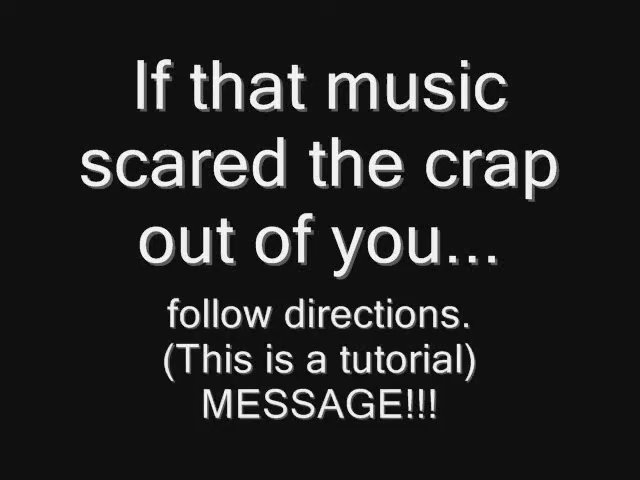 If that music
scared the crap
out of you...
follow directions.
(This is a tutorial)
MESSAGE!!!